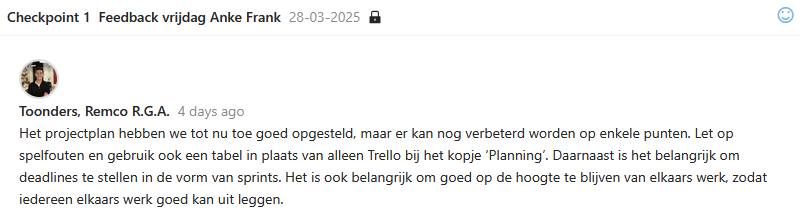 Checkpoint 1 Feedback vrijdag Anke Frank 28-03-2025
Toonders, Remco R.G.A. 4 days ago
Het projectplan hebben we tot nu toe goed opgesteld, maar er kan nog verbeterd worden op enkele punten. Let op
spelfouten en gebruik ook een tabel in plaats van alleen Trello bij het kopje ‘Planning’. Daarnaast is het belangrijk om
deadlines te stellen in de vorm van sprints. Het is ook belangrijk om goed op de hoogte te blijven van elkaars werk, zodat
iedereen elkaars werk goed kan uit leggen.